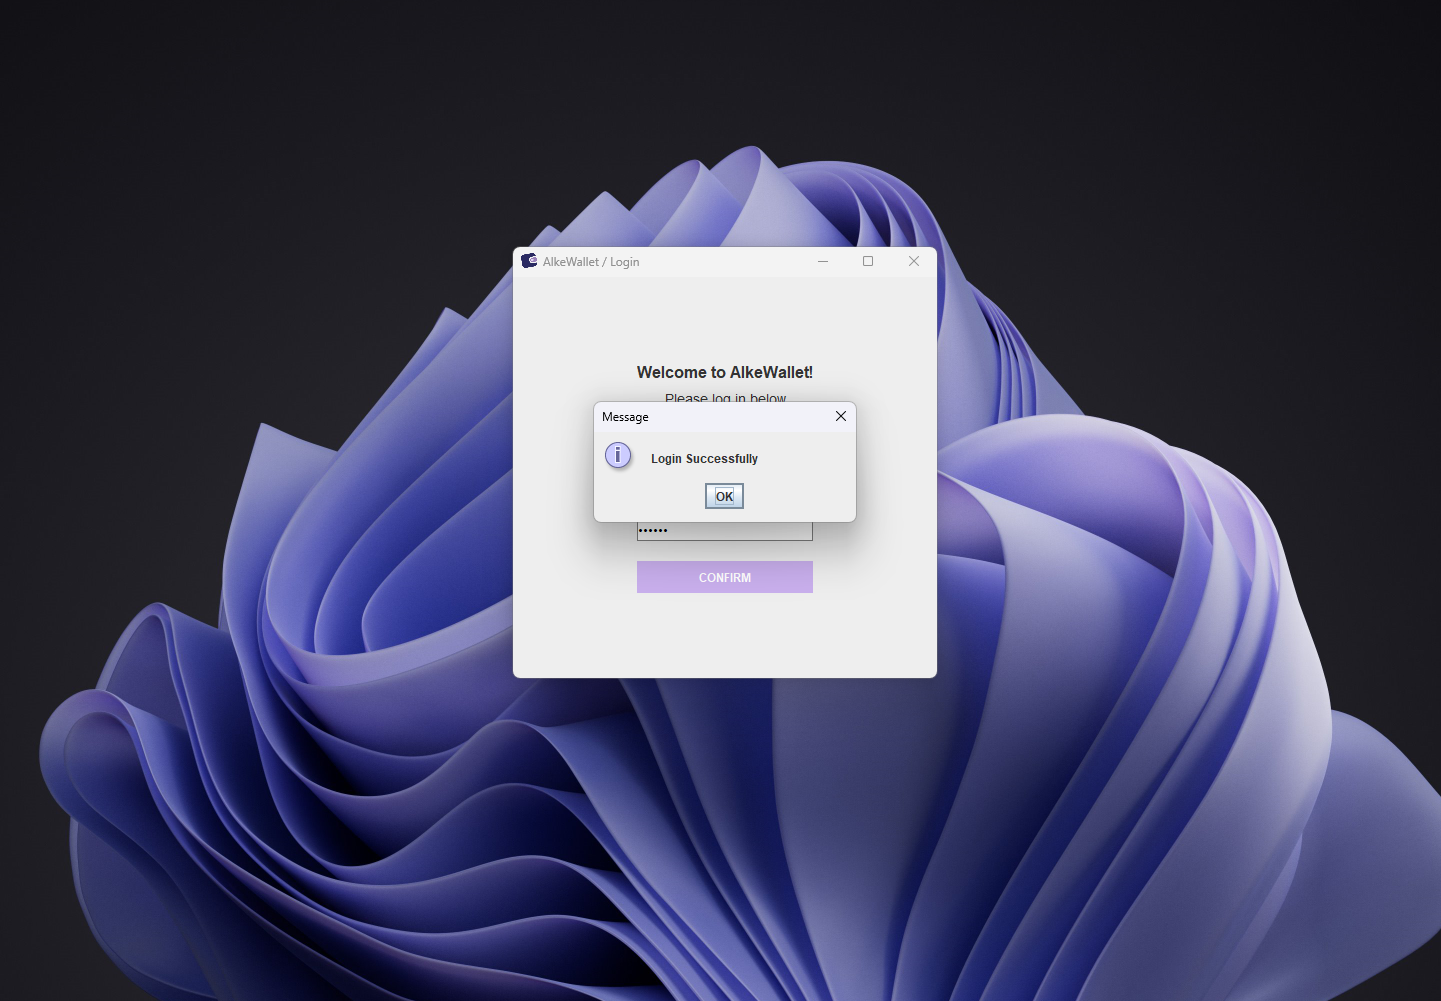 AlkeWallet / Login
Welcome to AlkeWallet!
Please log in below
Message
Login Successfully
OK
••••••
CONFIRM